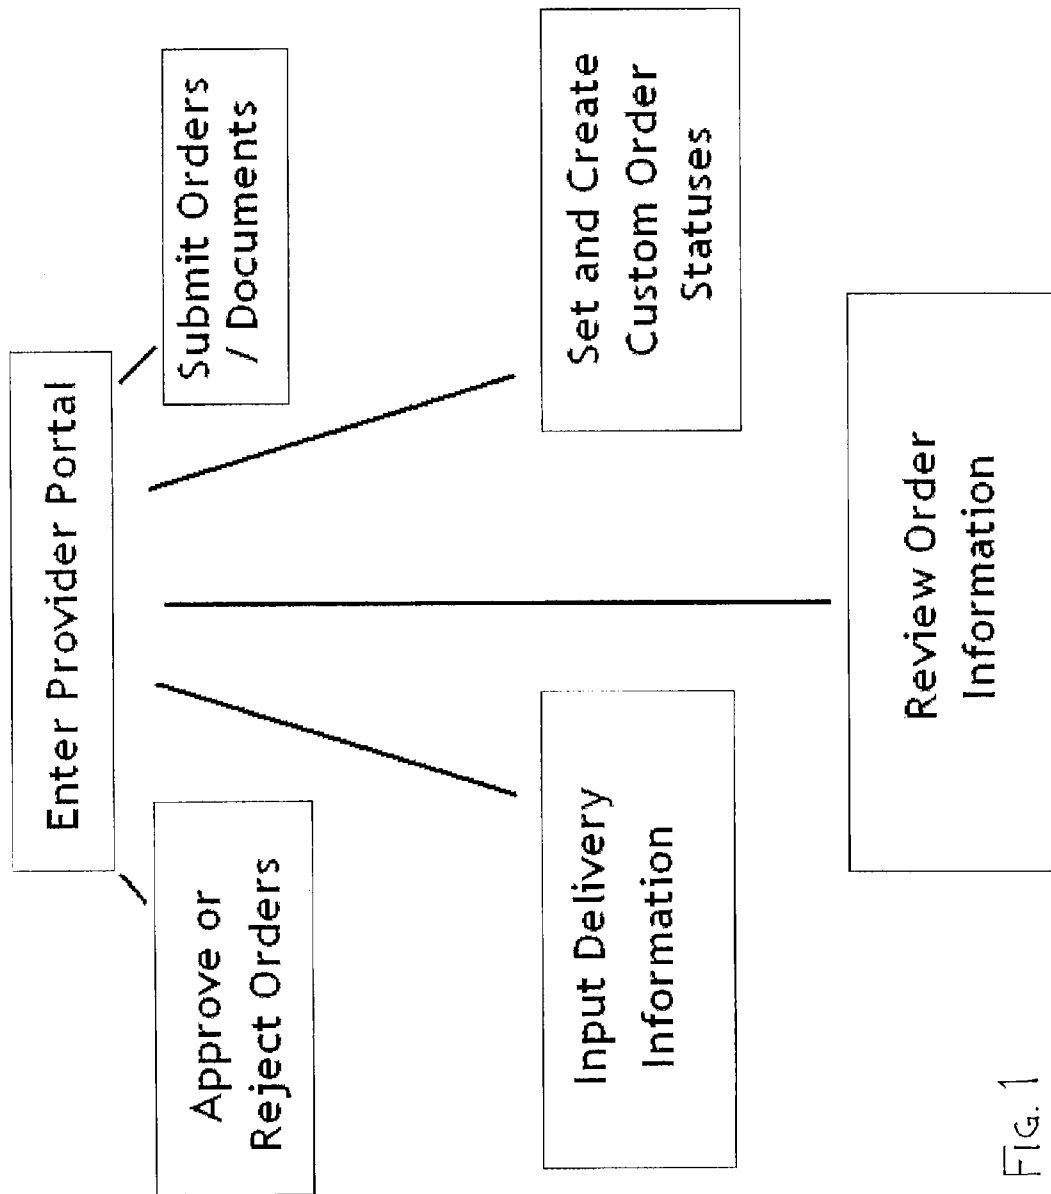 Enter Provider Portal
Approve or
Reject Orders
Submit Orders
/ Documents
Input Delivery
Information
Set and Create
Custom Order
Statuses
Review Order
Information
FIG. 1